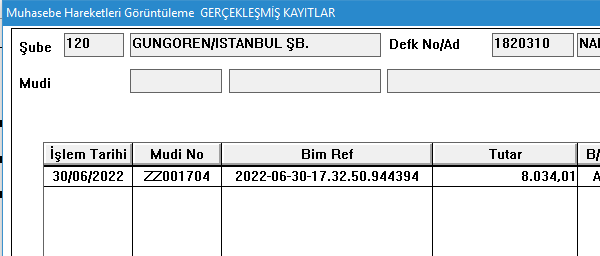 Muhasebe Hareketleri Görüntüleme GERÇEKLEŞMİŞ KAYITLAR
Şube 120 GUNGOREN/ISTANBUL ŞB. Defk No/Ad 1820310
Mudi
İşlem Tarihi Mudi No Bim Ref Tutar B/
30/06/2022 ZZ001704 2022-06-30-17.32.50.944394 8.034,01 A